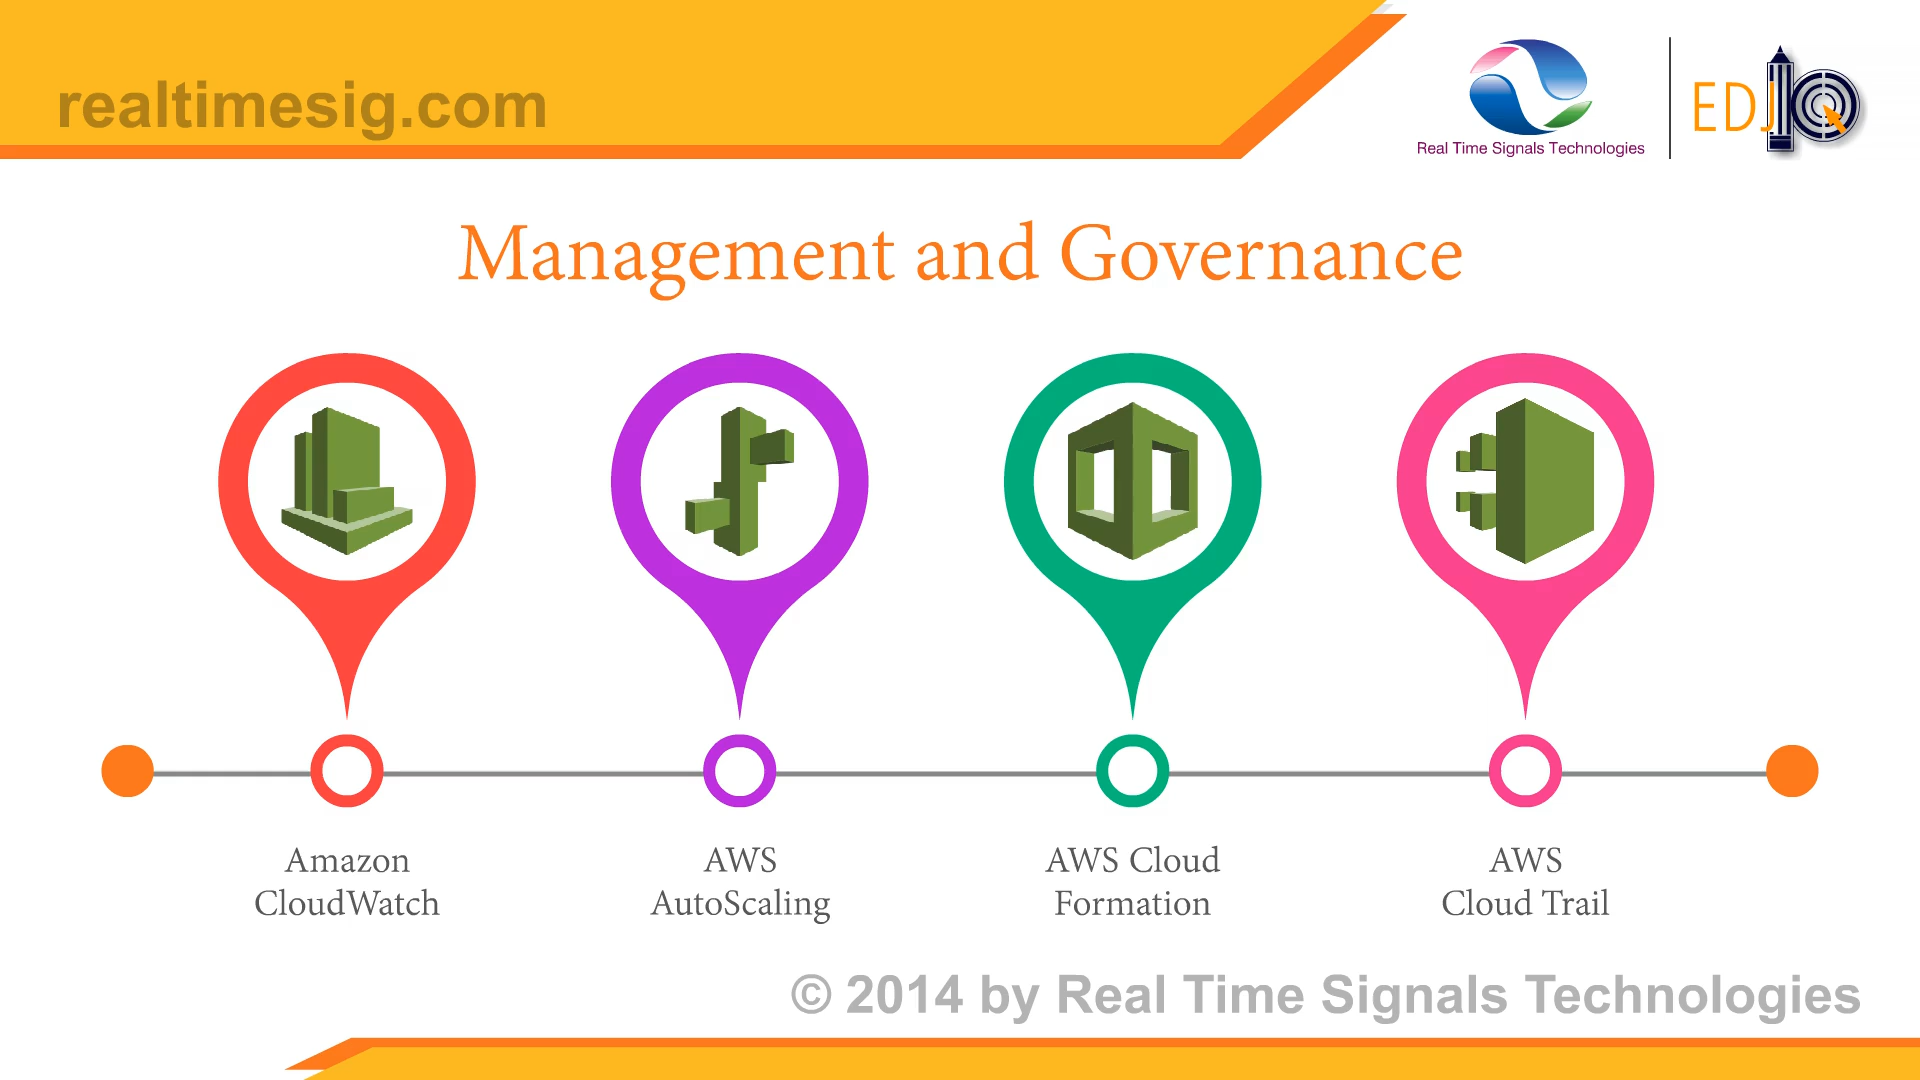 realtimesig.com
Real Time Signals Technologies
EDJIQ
Management and Governance
Amazon
CloudWatch
AWS
AutoScaling
AWS Cloud
Formation
AWS
Cloud Trail
© 2014 by Real Time Signals Technologies